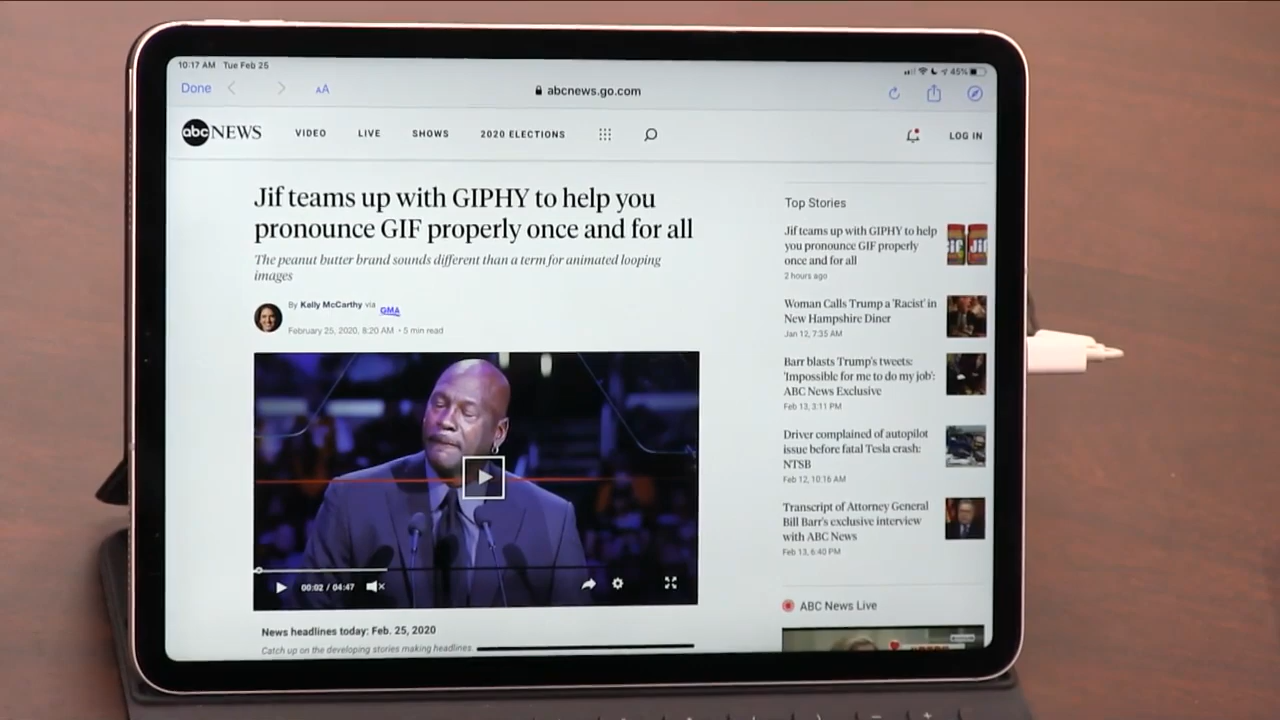 10:17 AM Tue Feb 25
45%
Done
AA
abcnews.go.com
abc NEWS
VIDEO
LIVE
SHOWS
2020 ELECTIONS
LOG IN
Jif teams up with GIPHY to help you
pronounce GIF properly once and for all
The peanut butter brand sounds different than a term for animated looping
images
By Kelly McCarthy via GMA
February 25, 2020, 8:20 AM • 5 min read
00:02 / 04:47
News headlines today: Feb. 25, 2020
Catch up on the developing stories making headlines.
Top Stories
Jif teams up with GIPHY to help
you pronounce GIF properly
once and for all
2 hours ago
Jif
Woman Calls Trump a 'Racist' in
New Hampshire Diner
Jan 12, 7:35 AM
Barr blasts Trump's tweets:
'Impossible for me to do my job':
ABC News Exclusive
Feb 13, 3:11 PM
Driver complained of autopilot
issue before fatal Tesla crash:
NTSB
Feb 12, 10:16 AM
Transcript of Attorney General
Bill Barr's exclusive interview
with ABC News
Feb 13, 6:40 PM
ABC News Live